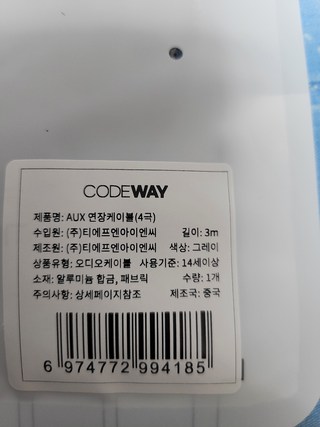 CODEWAY
제품명: AUX 연장케이블(4극)
수입원: (주)티에프엔아이엔씨 길이: 3m
제조원: (주)티에프엔아이엔씨 색상: 그레이
상품유형: 오디오케이블 사용기준: 14세이상
소재: 알루미늄 합금, 패브릭 수량: 1개
주의사항: 상세페이지참조 제조국: 중국
6 974772 994185